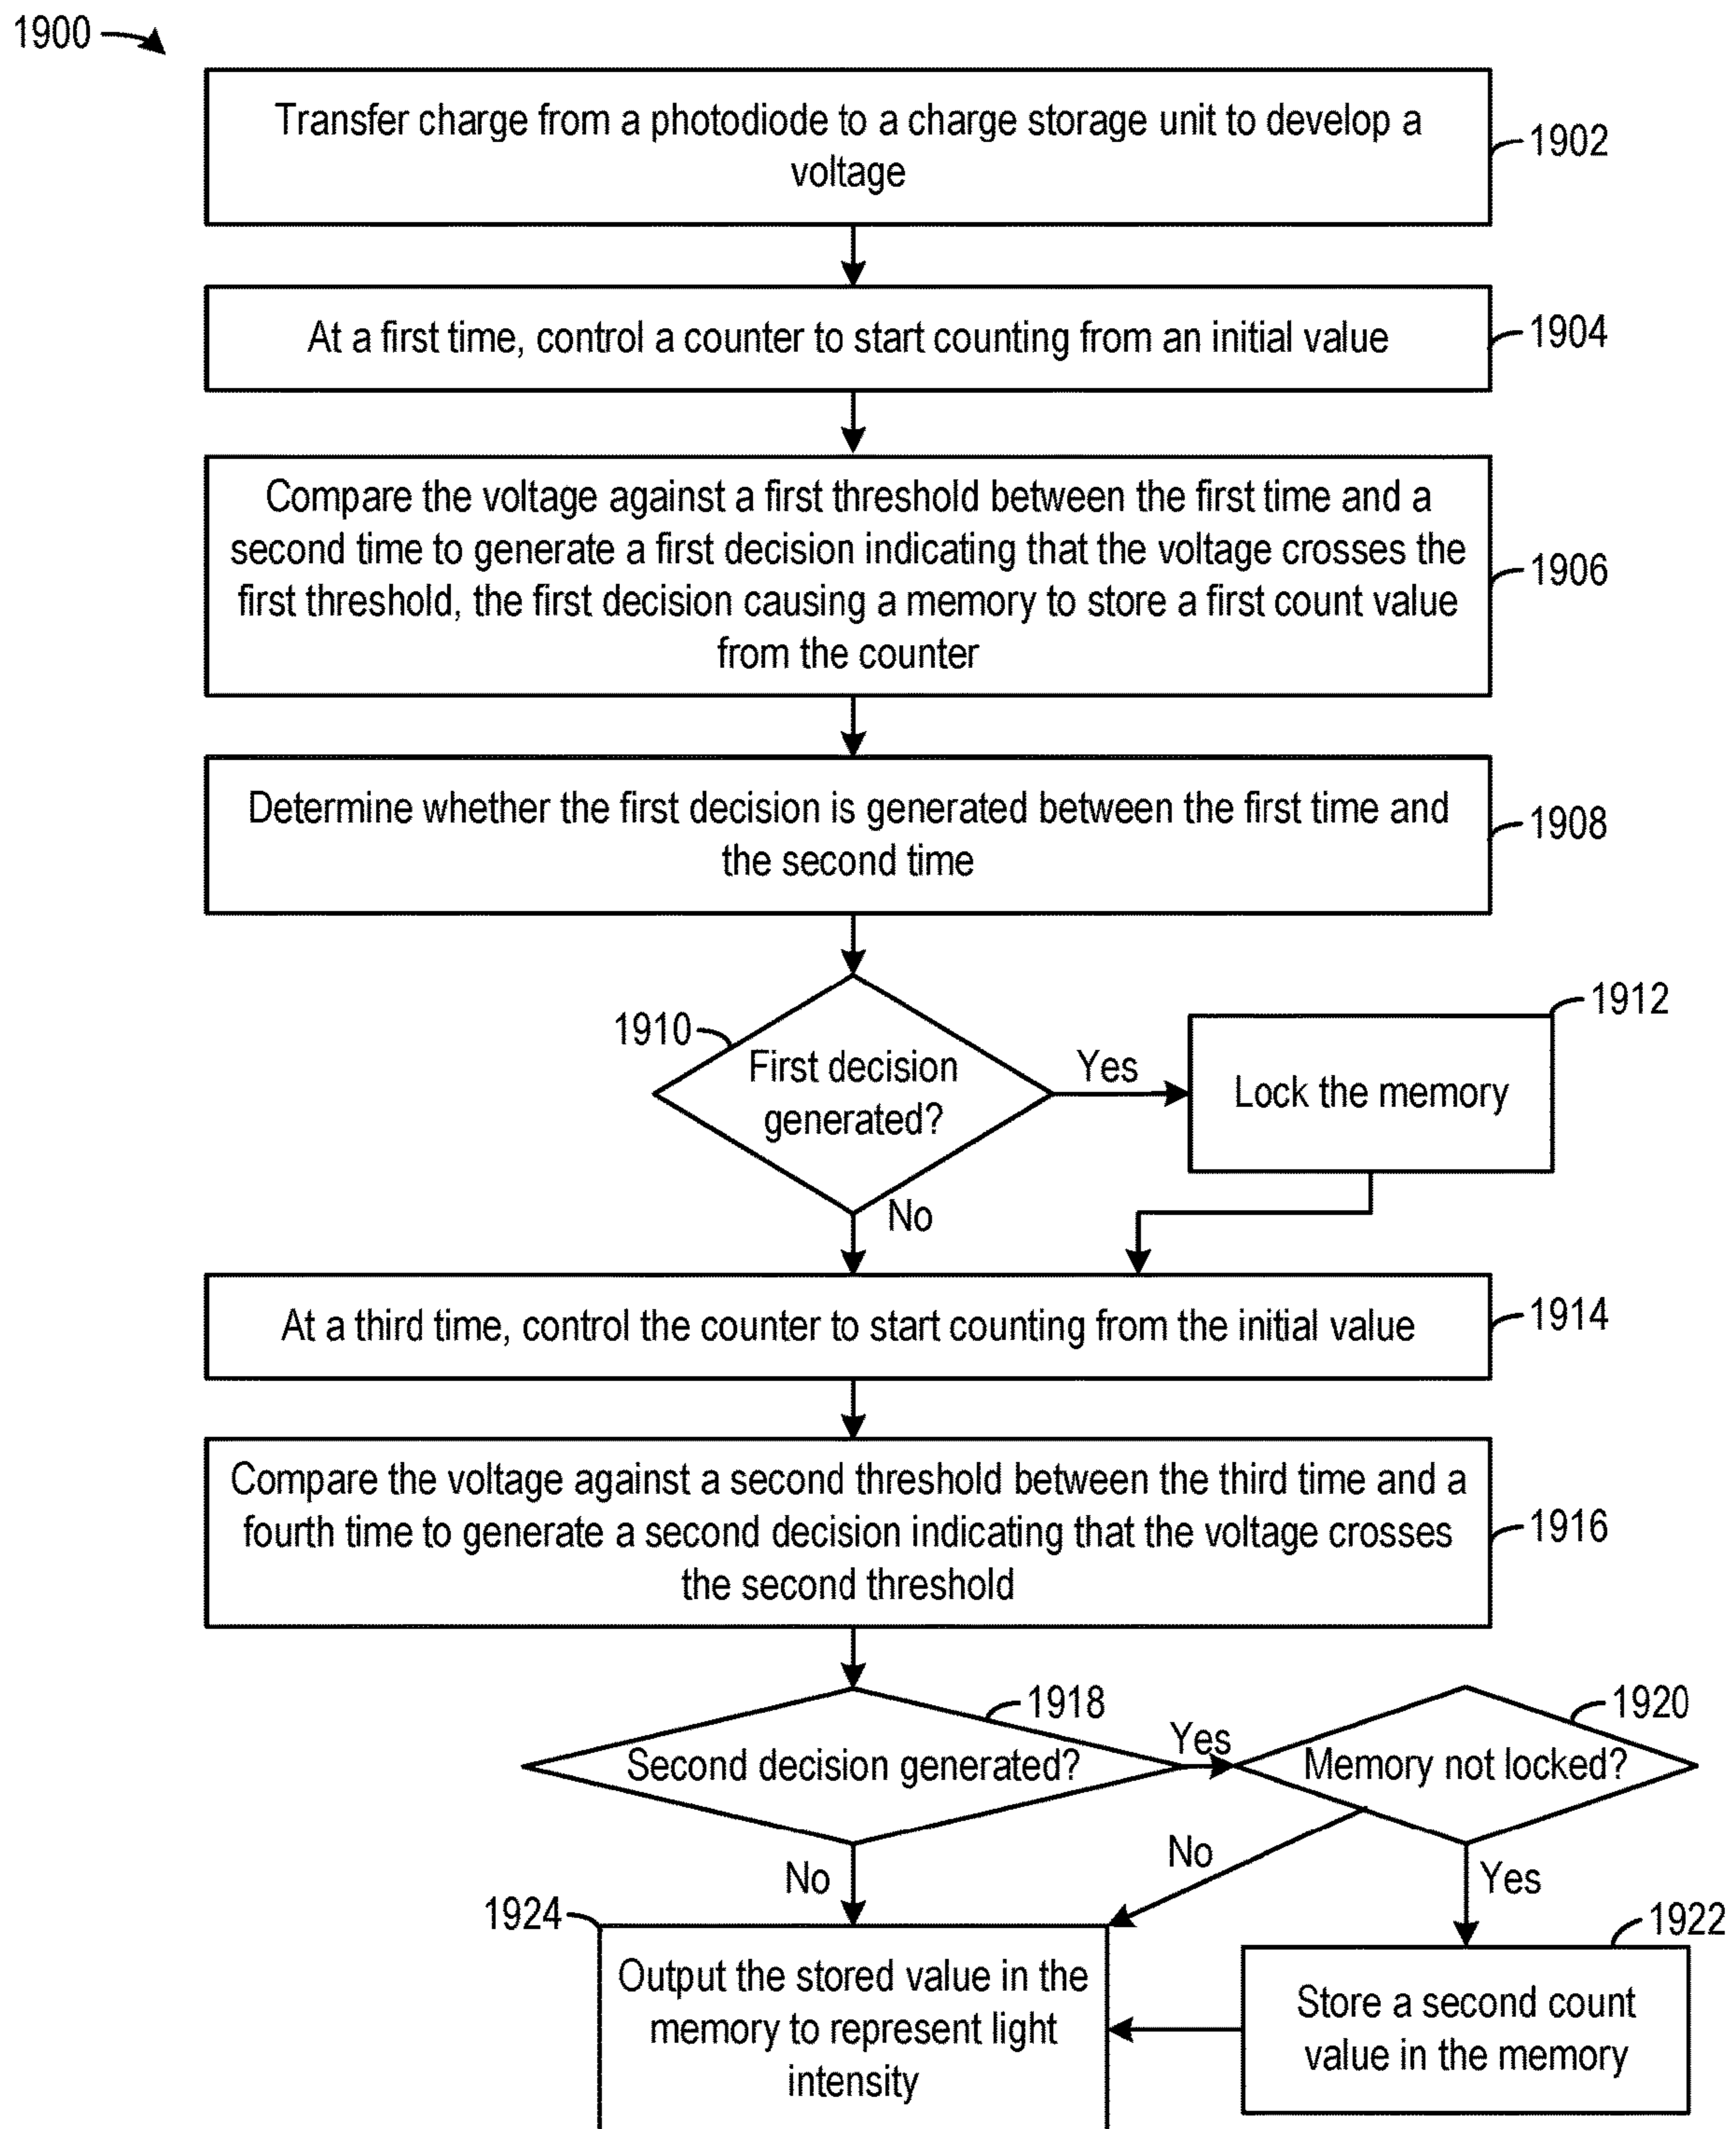 1900
Transfer charge from a photodiode to a charge storage unit to develop a
voltage
1902
At a first time, control a counter to start counting from an initial value
1904
Compare the voltage against a first threshold between the first time and a
second time to generate a first decision indicating that the voltage crosses the
first threshold, the first decision causing a memory to store a first count value
from the counter
1906
Determine whether the first decision is generated between the first time and
the second time
1908
1910
First decision
generated?
Yes
1912
Lock the memory
No
At a third time, control the counter to start counting from the initial value
1914
Compare the voltage against a second threshold between the third time and a
fourth time to generate a second decision indicating that the voltage crosses
the second threshold
1916
1918
Second decision generated?
Yes
1920
Memory not locked?
No
No
Yes
1924
Output the stored value in the
memory to represent light
intensity
1922
Store a second count
value in the memory